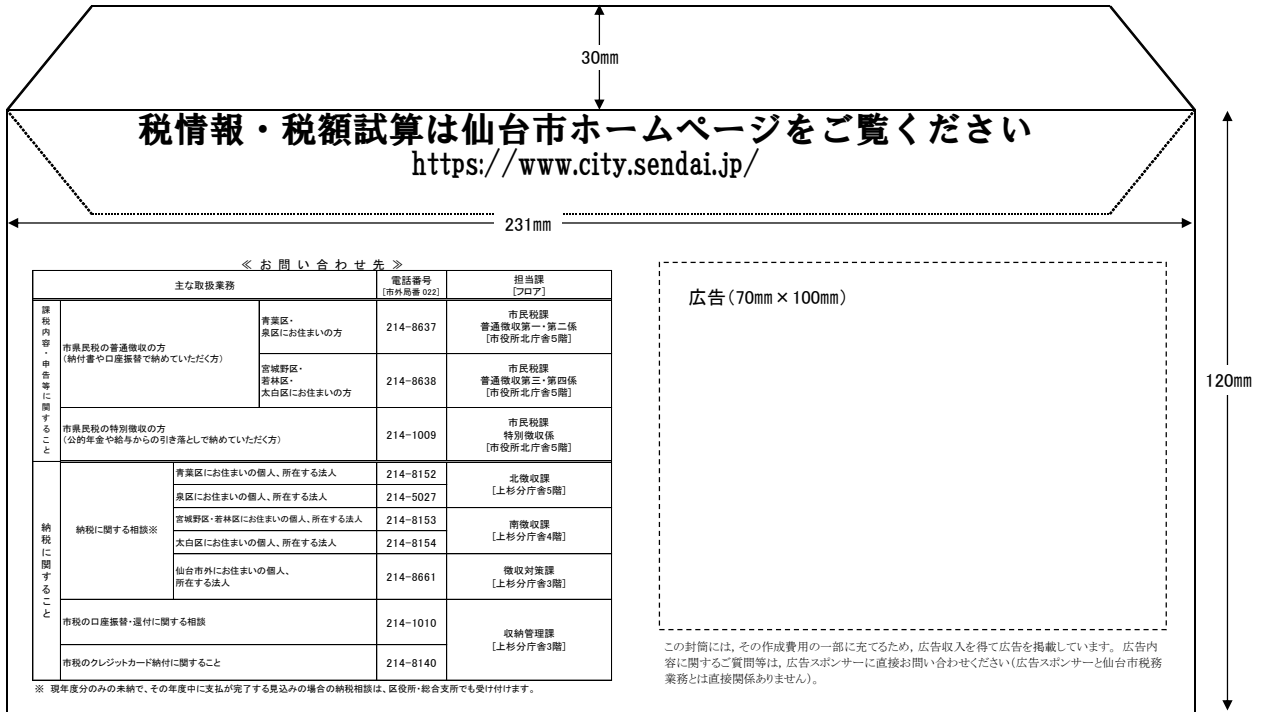 30mm
税情報・税額試算は仙台市ホームページをご覧ください
https://www.city.sendai.jp/
231mm
≪ お 問 い 合 わ せ 先 ≫
主な取扱業務
電話番号
[市外局番 022]
担当課
[フロア]
課税内容・申告等に関すること
市県民税の普通徴収の方
(納付書や口座振替で納めていただく方)
青葉区・
泉区にお住まいの方
214-8637
市民税課
普通徴収第一・第二係
[市役所北庁舎5階]
宮城野区・
若林区・
太白区にお住まいの方
214-8638
市民税課
普通徴収第三・第四係
[市役所北庁舎5階]
市県民税の特別徴収の方
(公的年金や給与からの引き落としで納めていただく方)
214-1009
市民税課
特別徴収係
[市役所北庁舎5階]
納税に関すること
納税に関する相談※
青葉区にお住まいの個人、所在する法人
214-8152
北徴収課
[上杉分庁舎5階]
泉区にお住まいの個人、所在する法人
214-5027
宮城野区・若林区にお住まいの個人、所在する法人
214-8153
南徴収課
[上杉分庁舎4階]
太白区にお住まいの個人、所在する法人
214-8154
仙台市外にお住まいの個人、
所在する法人
214-8661
徴収対策課
[上杉分庁舎3階]
市税の口座振替・還付に関する相談
214-1010
収納管理課
[上杉分庁舎3階]
市税のクレジットカード納付に関すること
214-8140
※ 現年度分のみの未納で、その年度中に支払が完了する見込みの場合の納税相談は、区役所・総合支所でも受け付けます。
広告(70mm×100mm)
この封筒には, その作成費用の一部に充てるため, 広告収入を得て広告を掲載しています。 広告内
容に関するご質問等は, 広告スポンサーに直接お問い合わせください(広告スポンサーと仙台市税務
業務とは直接関係ありません)。
120mm